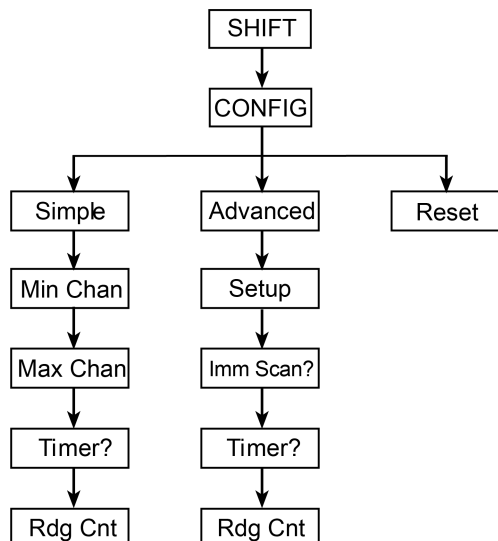 SHIFT
CONFIG
Simple
Advanced
Reset
Min Chan
Setup
Max Chan
Imm Scan?
Timer?
Timer?
Rdg Cnt
Rdg Cnt